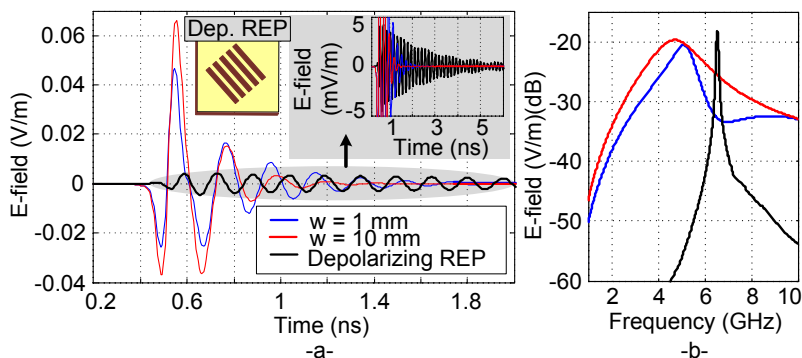 Dep. REP
E-field (V/m)
0.06
0.04
0.02
0
-0.02
-0.04
0.2
0.6
1
1.4
1.8
Time (ns)
-a-
E-field
(mV/m)
5
0
-5
1
3
5
Time (ns)
w = 1 mm
w = 10 mm
Depolarizing REP
E-field (V/m)(dB)
-20
-30
-40
-50
-60
2
4
6
8
10
Frequency (GHz)
-b-